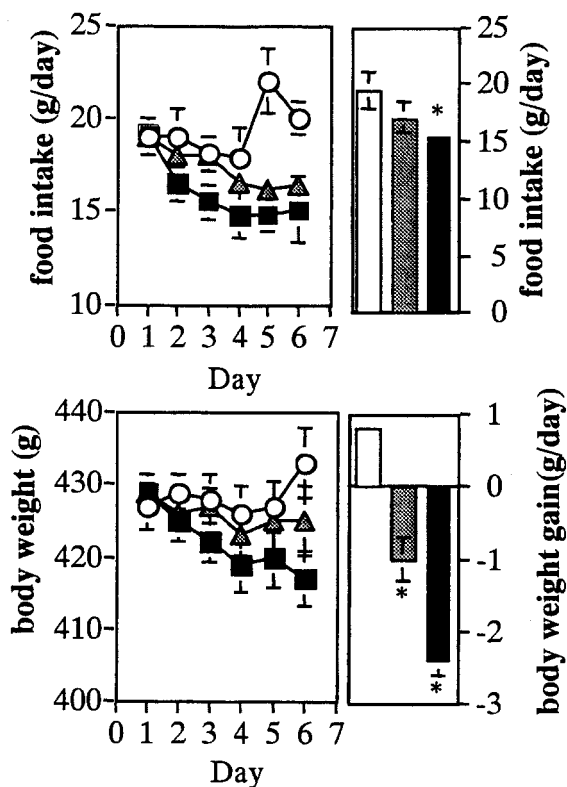 25
20
15
10
food intake (g/day)
0 1 2 3 4 5 6 7
Day
*
25
20
15
10
5
0
food intake (g/day)
440
430
420
410
400
body weight (g)
0 1 2 3 4 5 6 7
Day
*
*
1
0
-1
-2
-3
body weight gain(g/day)